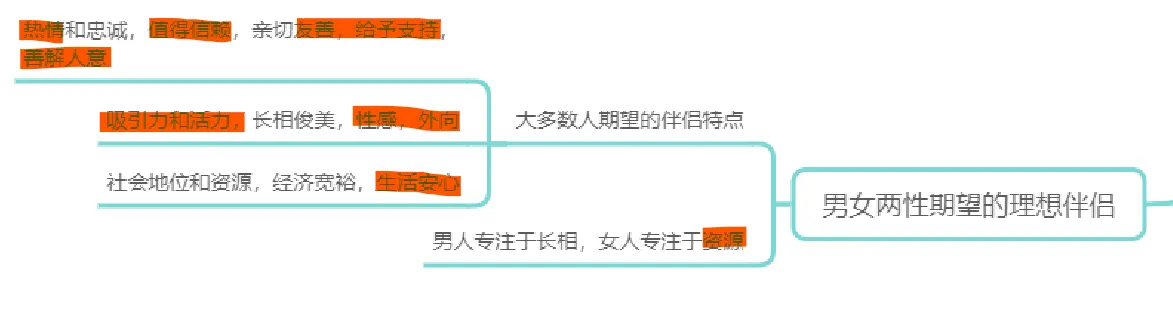 热情和忠诚，值得信赖，亲切友善，给予支持，
善解人意
吸引力和活力，长相俊美，性感，外向
大多数人期望的伴侣特点
社会地位和资源，经济宽裕，生活安心
男女两性期望的理想伴侣
男人专注于长相，女人专注于资源